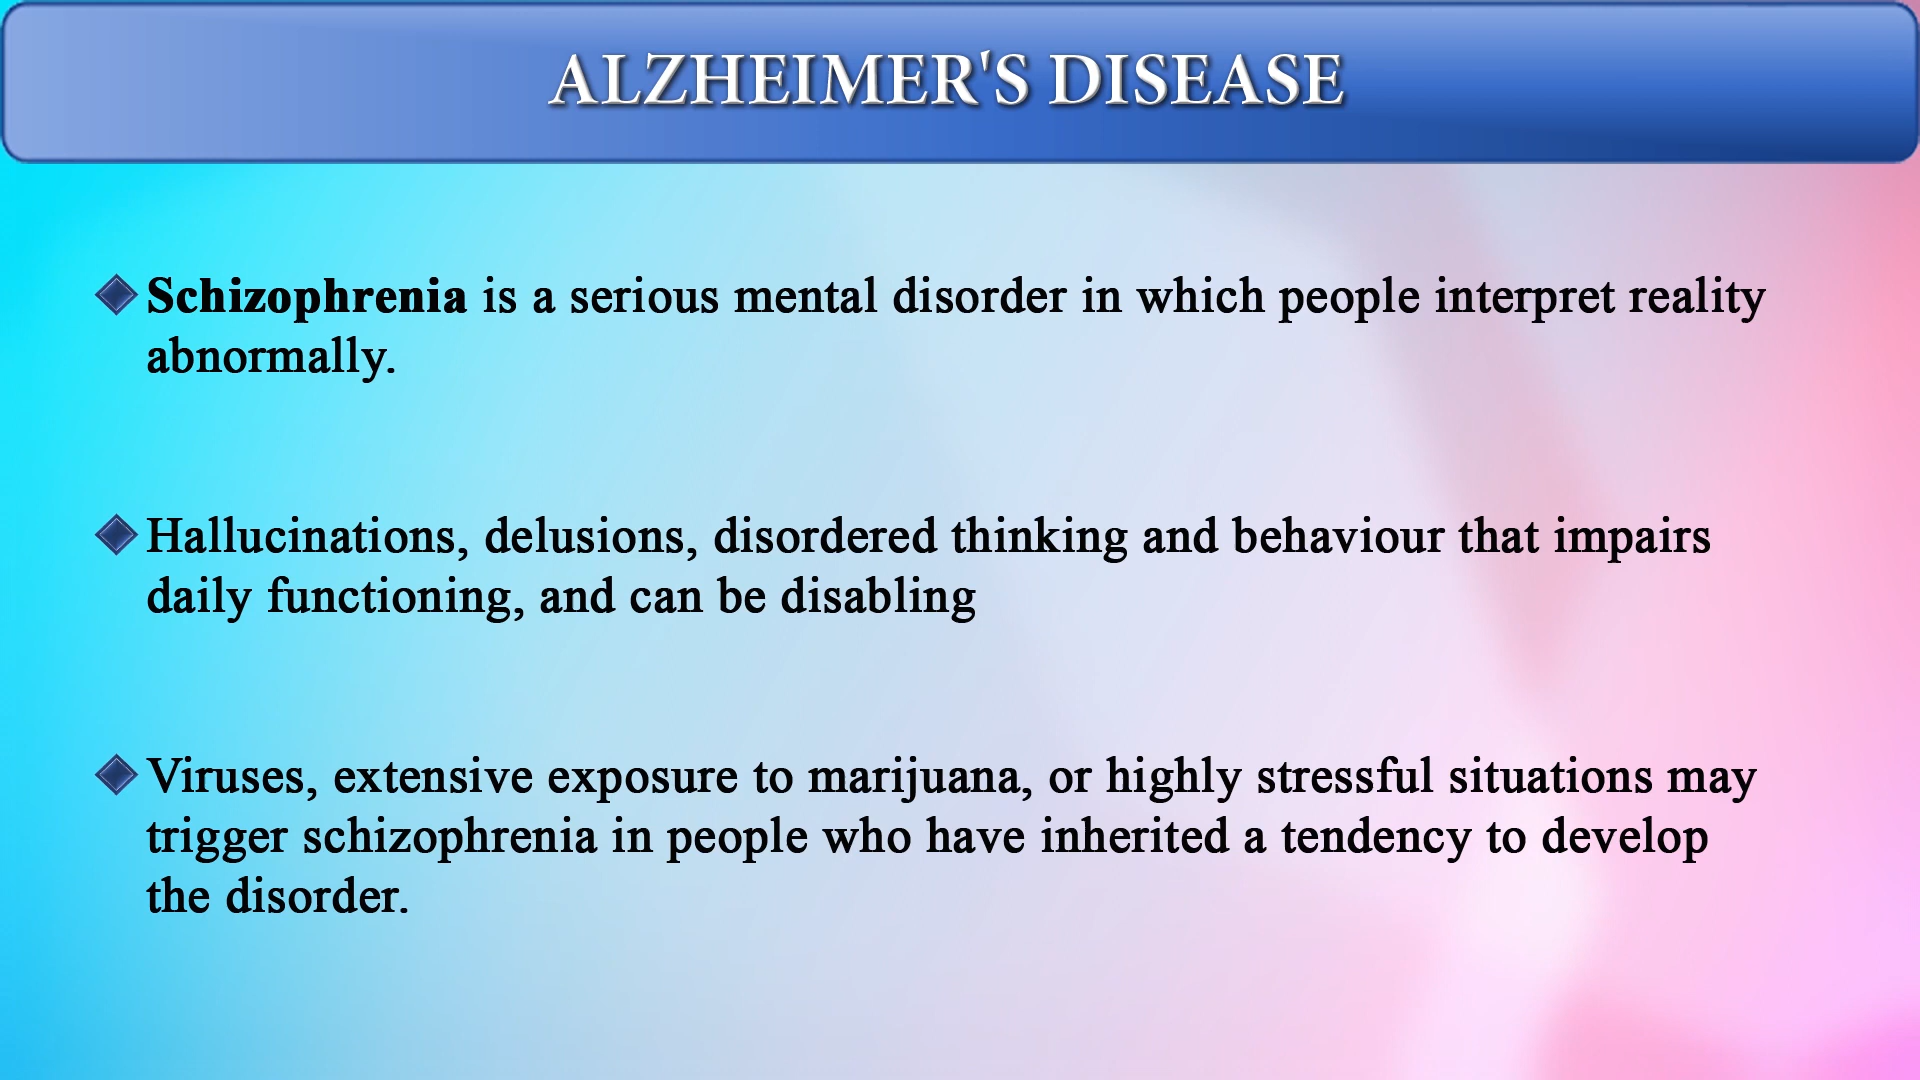 ALZHEIMER'S DISEASE
Schizophrenia is a serious mental disorder in which people interpret reality
abnormally.
Hallucinations, delusions, disordered thinking and behaviour that impairs
daily functioning, and can be disabling
Viruses, extensive exposure to marijuana, or highly stressful situations may
trigger schizophrenia in people who have inherited a tendency to develop
the disorder.